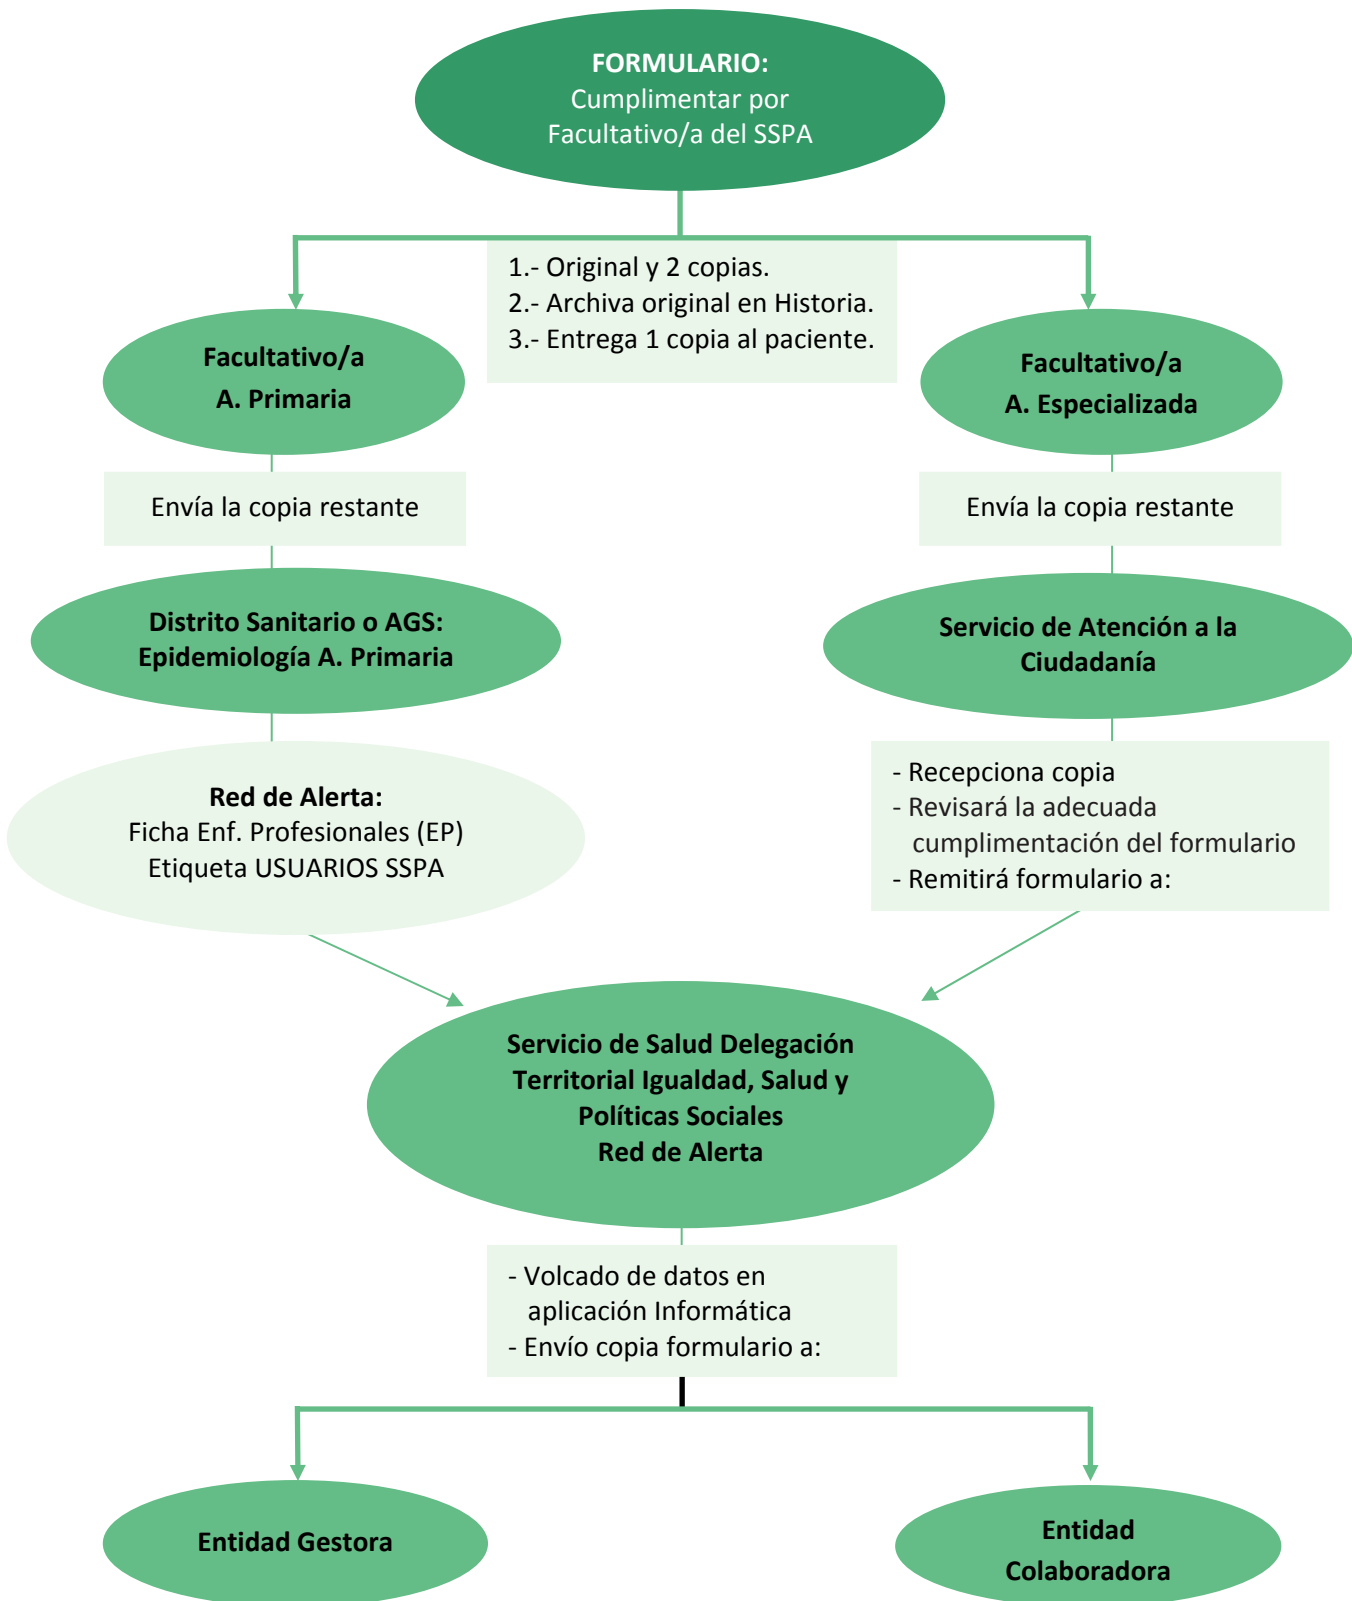 FORMULARIO:
Cumplimentar por
Facultativo/a del SSPA
1.- Original y 2 copias.
2.- Archiva original en Historia.
3.- Entrega 1 copia al paciente.
Facultativo/a
A. Primaria
Facultativo/a
A. Especializada
Envía la copia restante
Envía la copia restante
Distrito Sanitario o AGS:
Epidemiología A. Primaria
Servicio de Atención a la
Ciudadanía
Red de Alerta:
Ficha Enf. Profesionales (EP)
Etiqueta USUARIOS SSPA
- Recepciona copia
- Revisará la adecuada
cumplimentación del formulario
- Remitirá formulario a:
Servicio de Salud Delegación
Territorial Igualdad, Salud y
Políticas Sociales
Red de Alerta
- Volcado de datos en
aplicación Informática
- Envío copia formulario a:
Entidad Gestora
Entidad
Colaboradora